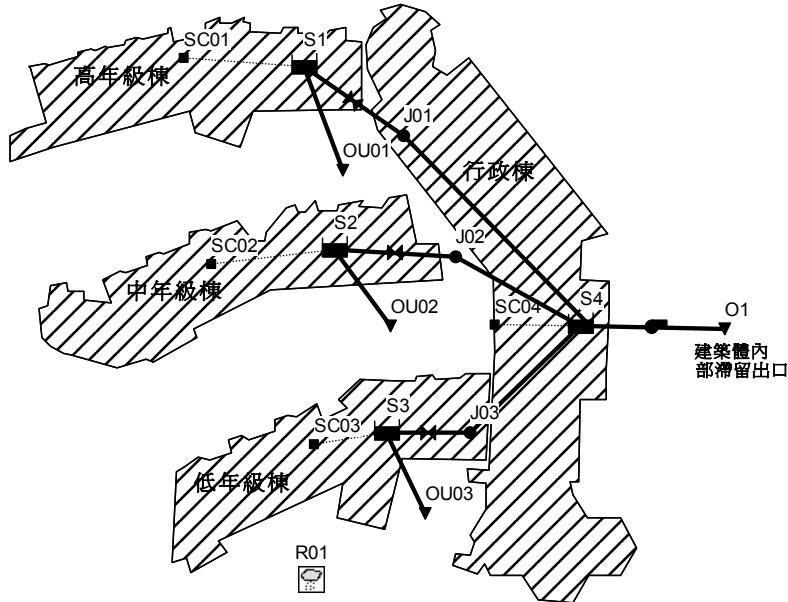 SC01
S1
高年級棟
J01
OU01
行政棟
S2
SC02
J02
中年級棟
OU02
SC04
S4
O1
建築體內
部滯留出口
S3
SC03
J03
低年級棟
OU03
R01